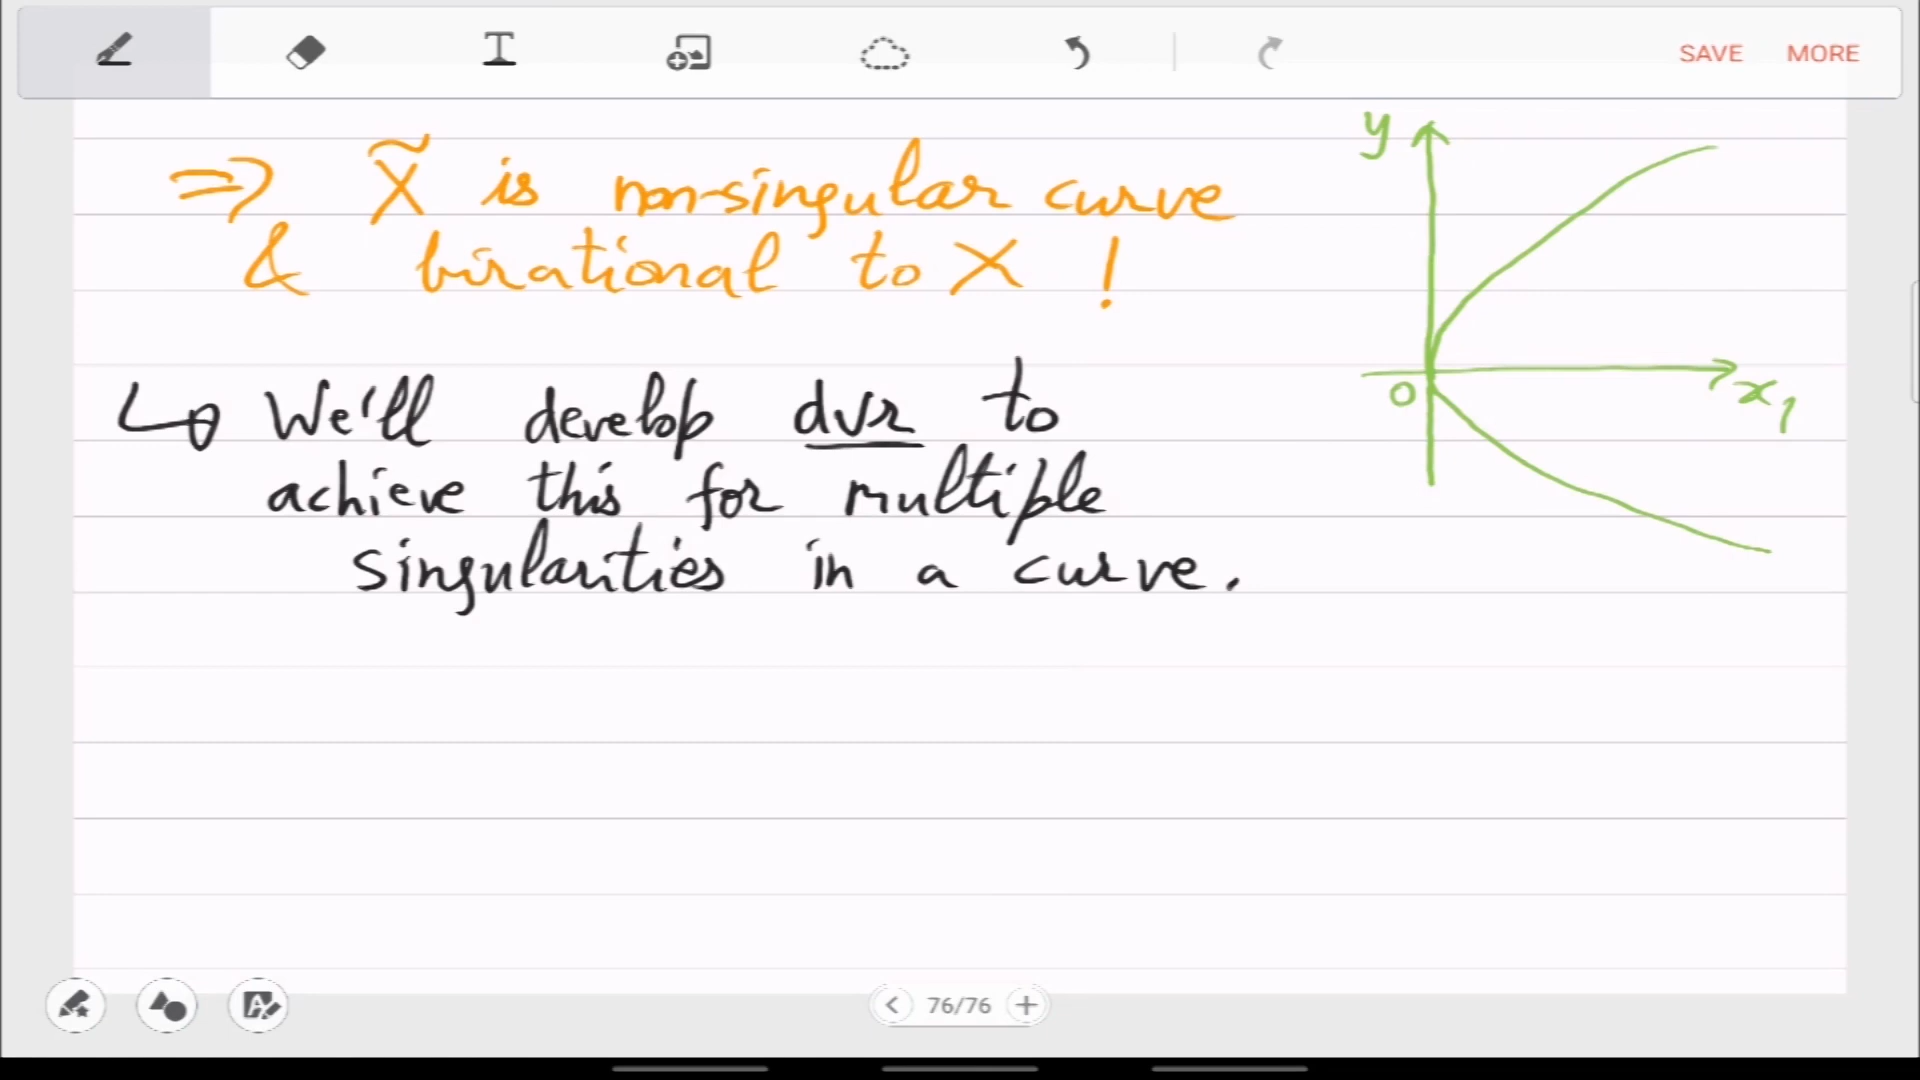 SAVE MORE
⇒ X̃ is non-singular curve
& birational to X !
↳ We'll develop dvr to
achieve this for multiple
singularities in a curve.
y
0
x₁
76/76